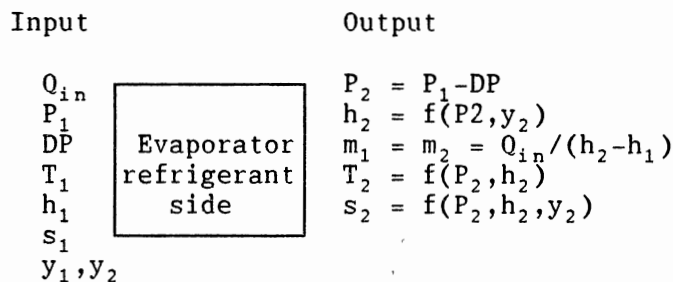 Input Output
Q_in P_2 = P_1-DP
P_1 h_2 = f(P2,y_2)
DP Evaporator m_1 = m_2 = Q_in/(h_2-h_1)
T_1 refrigerant T_2 = f(P_2,h_2)
h_1 side s_2 = f(P_2,h_2,y_2)
s_1
y_1,y_2